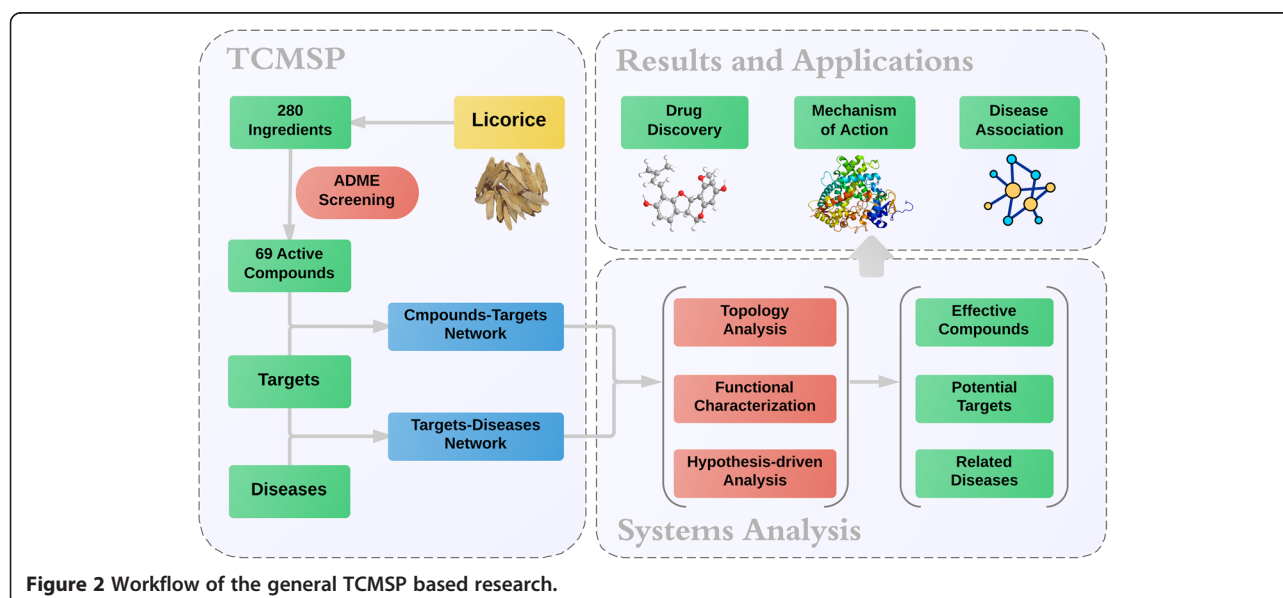 TCMSP
280
Ingredients
Licorice
ADME
Screening
69 Active
Compounds
Cmpounds-Targets
Network
Targets
Targets-Diseases
Network
Diseases
Results and Applications
Drug
Discovery
Mechanism
of Action
Disease
Association
Topology
Analysis
Functional
Characterization
Hypothesis-driven
Analysis
Effective
Compounds
Potential
Targets
Related
Diseases
Systems Analysis
Figure 2 Workflow of the general TCMSP based research.